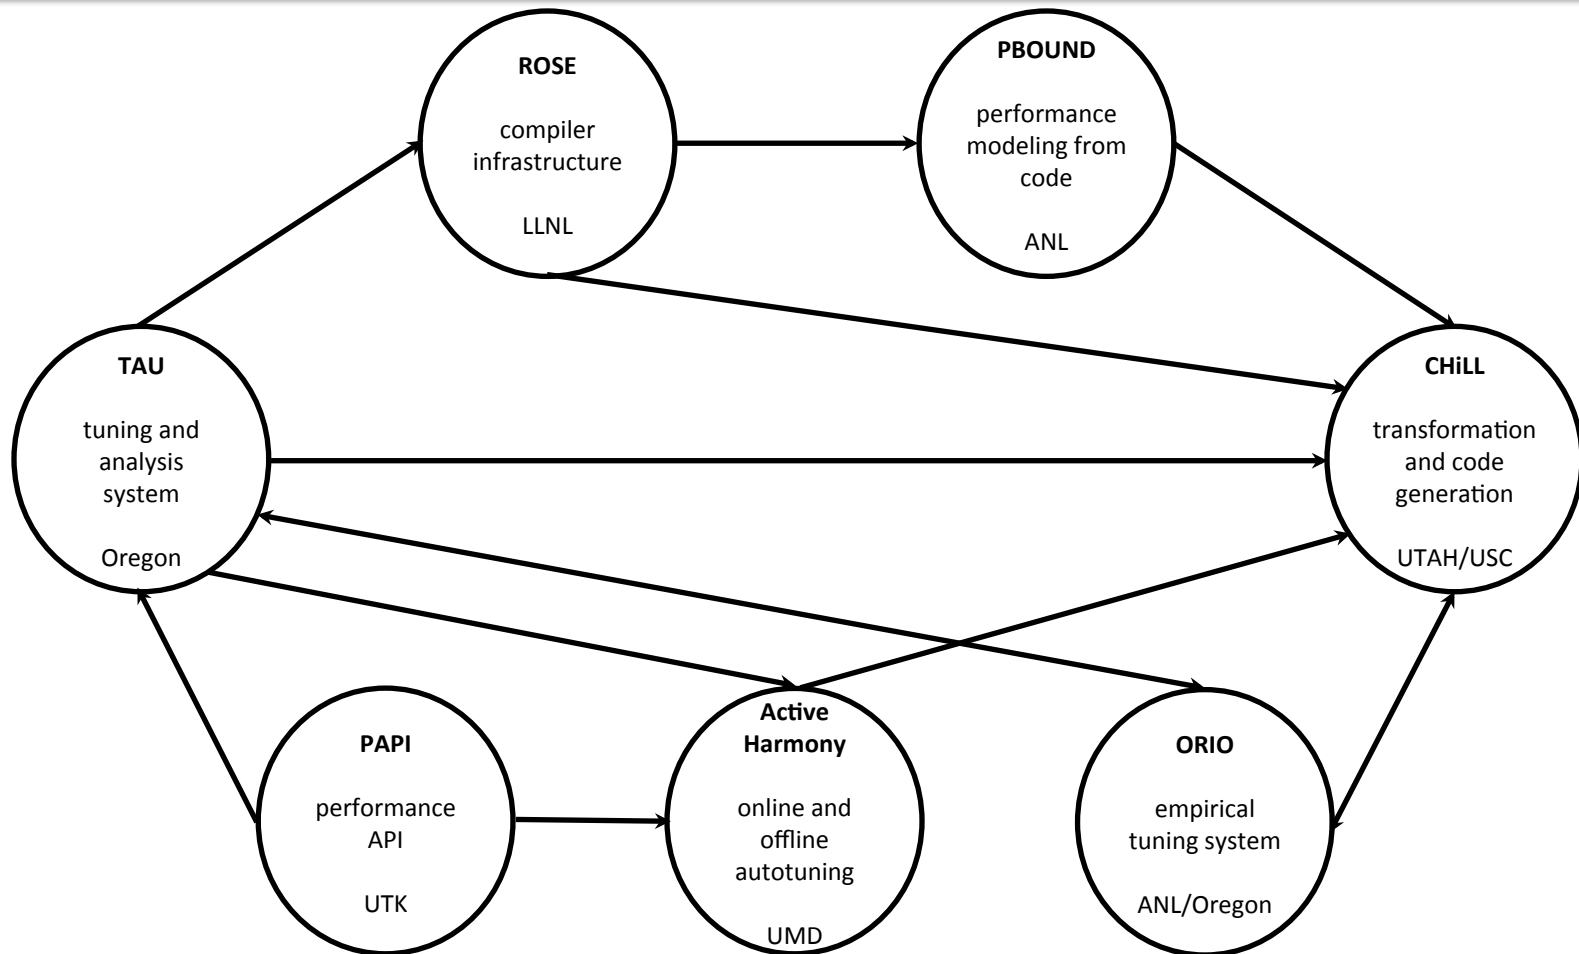 ROSE
compiler
infrastructure
LLNL
PBOUND
performance
modeling from
code
ANL
TAU
tuning and
analysis
system
Oregon
CHiLL
transformation
and code
generation
UTAH/USC
PAPI
performance
API
UTK
Active
Harmony
online and
offline
autotuning
UMD
ORIO
empirical
tuning system
ANL/Oregon